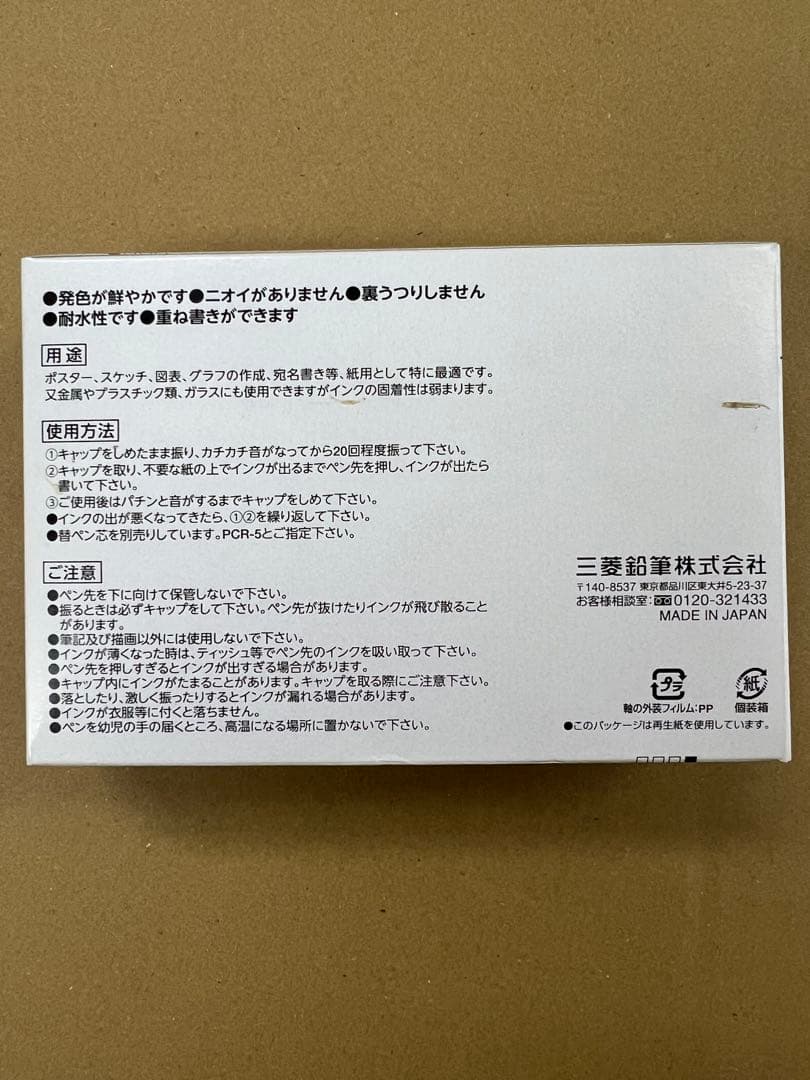 ●発色が鮮やかです●ニオイがありません●裏うつりしません
●耐水性です●重ね書きができます
用途
ポスター、スケッチ、図表、グラフの作成、宛名書き等、紙用として特に最適です。
又金属やプラスチック類、ガラスにも使用できますがインクの固着性は弱まります。
使用方法
①キャップをしめたまま振り、カチカチ音がなってから20回程度振って下さい。
②キャップを取り、不要な紙の上でインクが出るまでペン先を押し、インクが出たら
書いて下さい。
③ご使用後はパチンと音がするまでキャップをしめて下さい。
●インクの出が悪くなってきたら、①②を繰り返して下さい。
●替ペン芯を別売りしています。PCR-5とご指定下さい。
ご注意
●ペン先を下に向けて保管しないで下さい。
●振るときは必ずキャップをして下さい。ペン先が抜けたりインクが飛び散ること
があります。
●筆記及び描画以外には使用しないで下さい。
●インクが薄くなった時は、ティッシュ等でペン先のインクを吸い取って下さい。
●ペン先を押しすぎるとインクが出すぎる場合があります。
●キャップ内にインクがたまることがあります。キャップを取る際にご注意下さい。
●落としたり、激しく振ったりするとインクが漏れる場合があります。
●インクが衣服等に付くと落ちません。
●ペンを幼児の手の届くところ、高温になる場所に置かないで下さい。
三菱鉛筆株式会社
〒140-8537 東京都品川区東大井5-23-37
お客様相談室:0120-321433
MADE IN JAPAN
プラ
軸の外装フィルム:PP
紙
個装箱
●このパッケージは再生紙を使用しています。